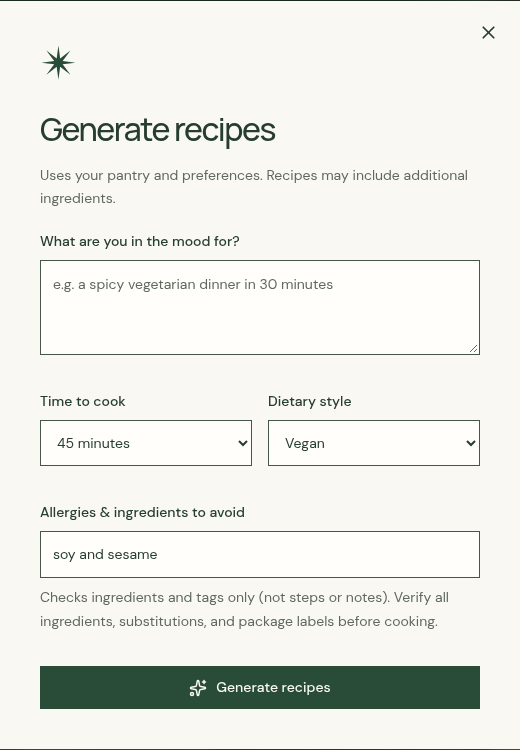 Generate recipes
Uses your pantry and preferences. Recipes may include additional
ingredients.
What are you in the mood for?
e.g. a spicy vegetarian dinner in 30 minutes
Time to cook
Dietary style
45 minutes
Vegan
Allergies & ingredients to avoid
soy and sesame
Checks ingredients and tags only (not steps or notes). Verify all
ingredients, substitutions, and package labels before cooking.
Generate recipes